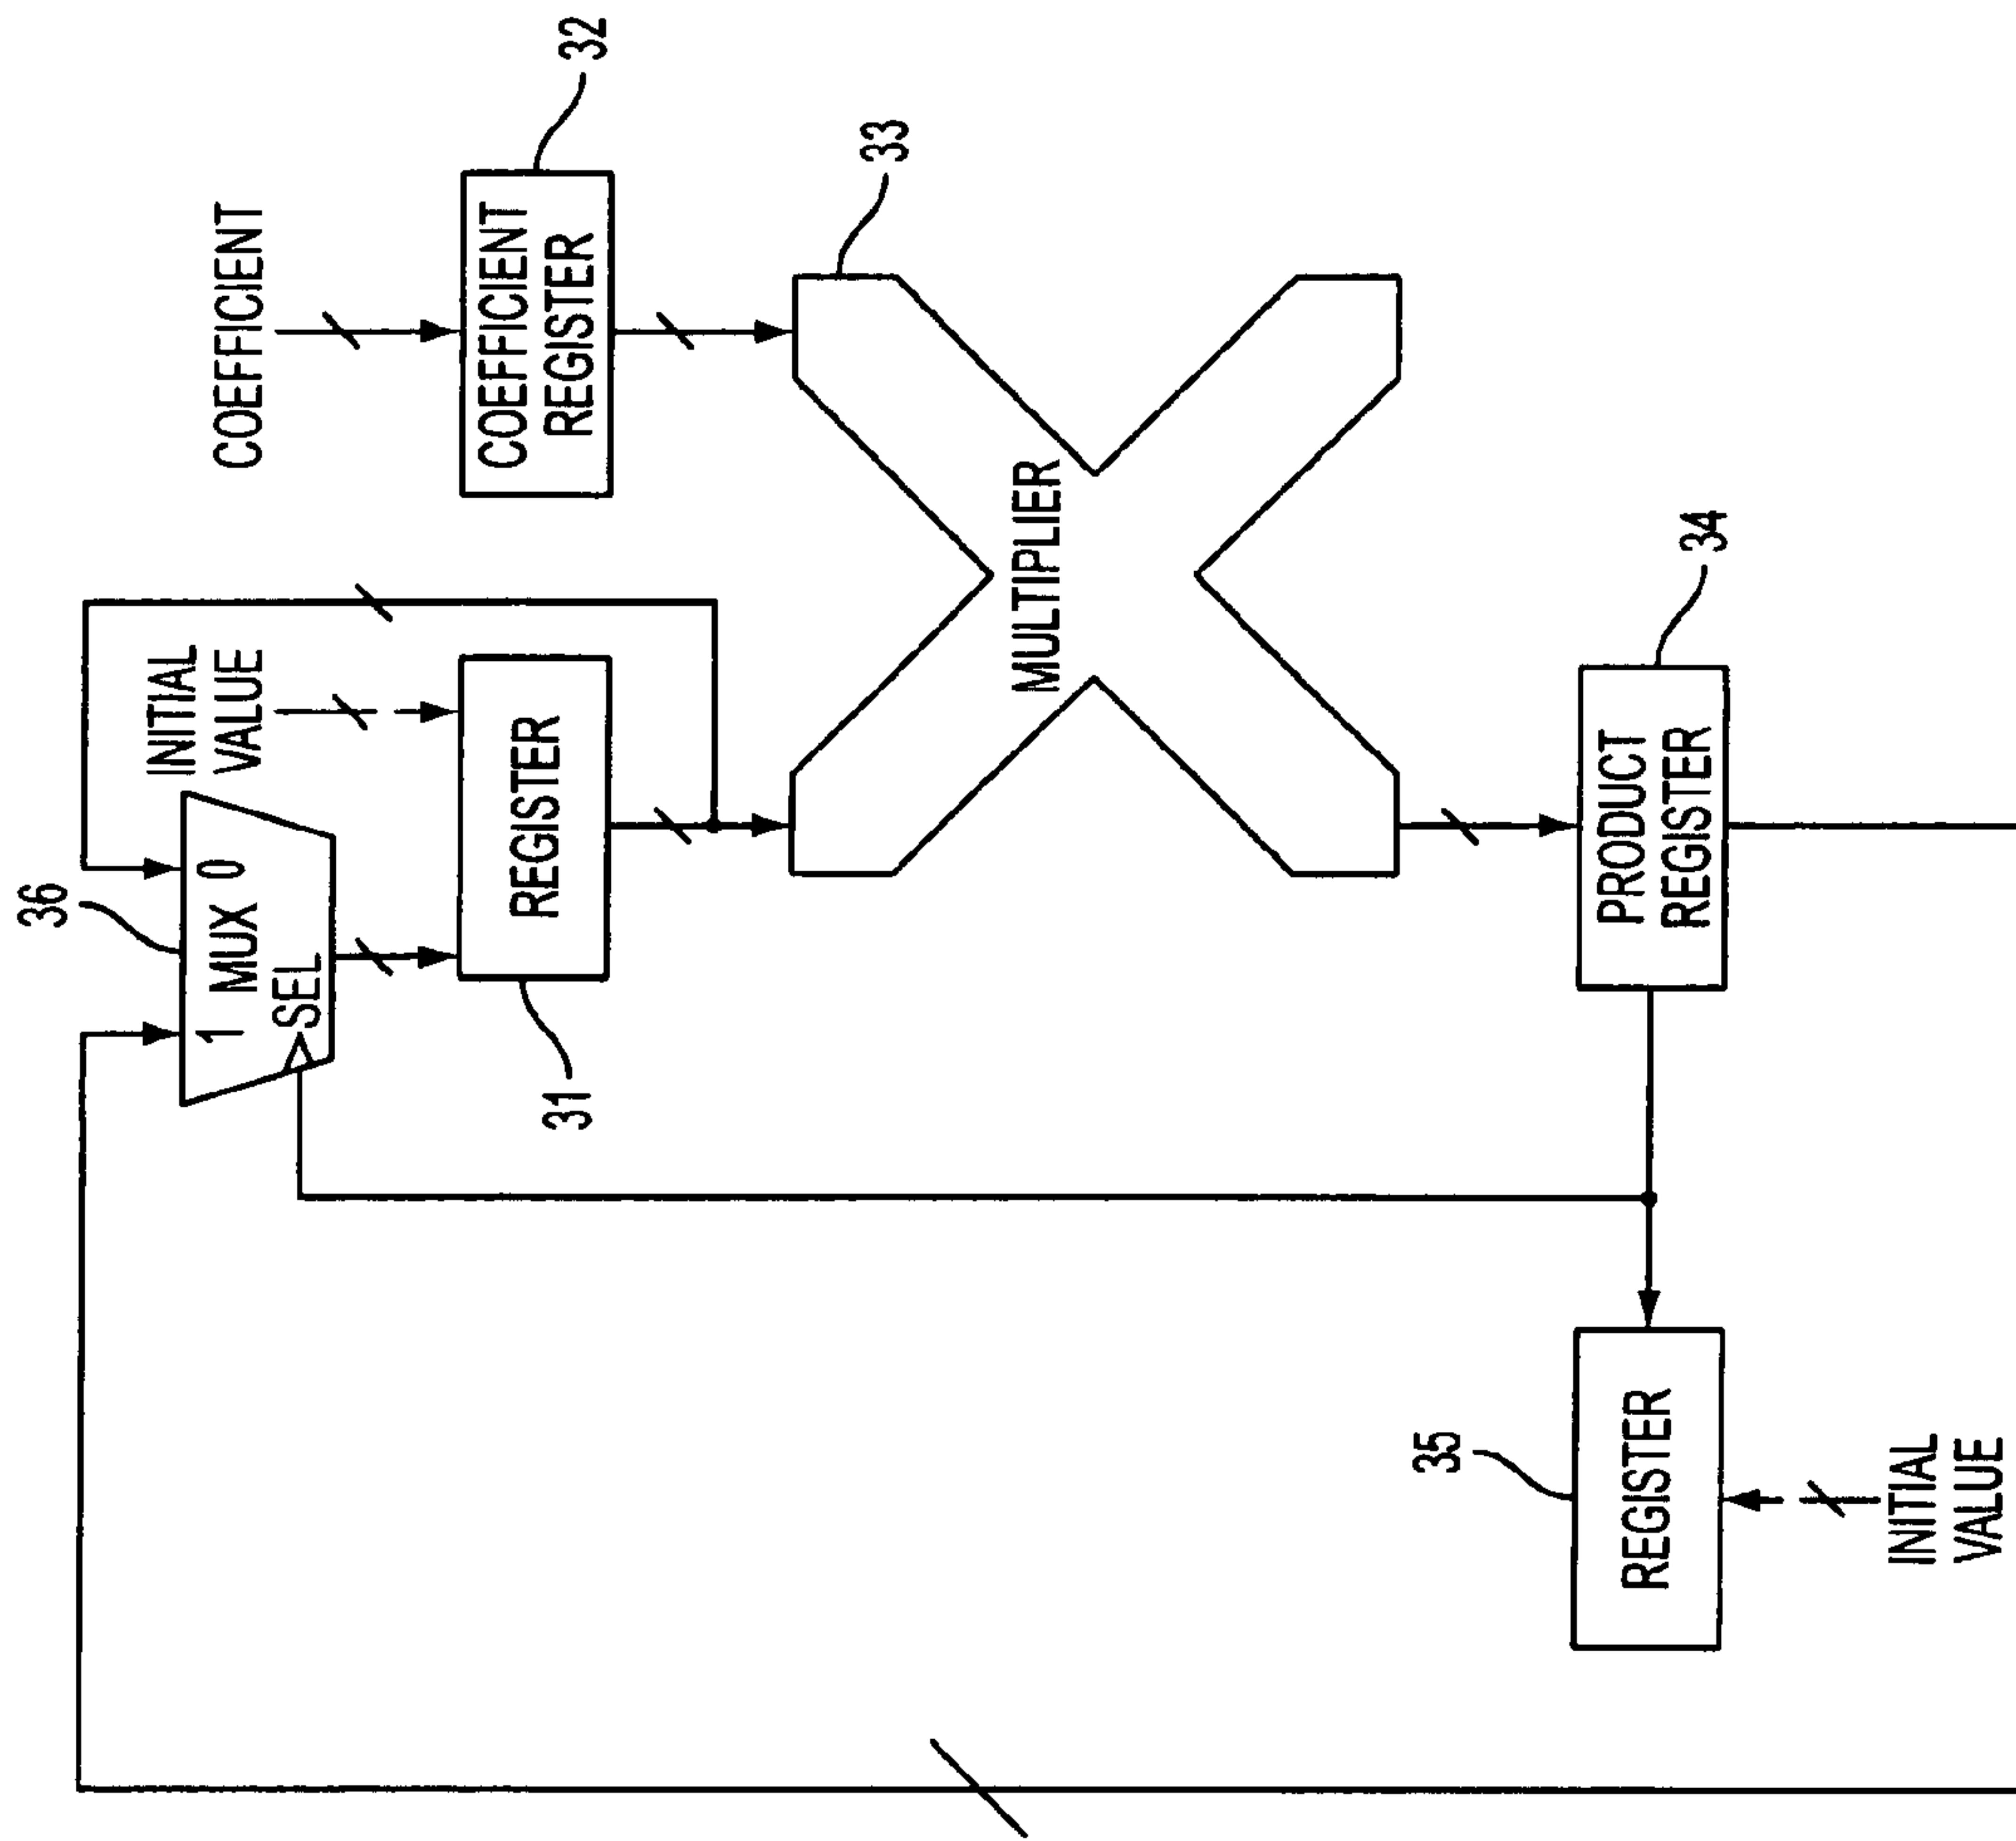 36
1 MUX 0
SEL
INITIAL
VALUE
COEFFICIENT
31
REGISTER
COEFFICIENT
REGISTER
32
MULTIPLIER
33
35
REGISTER
INITIAL
VALUE
PRODUCT
REGISTER
34